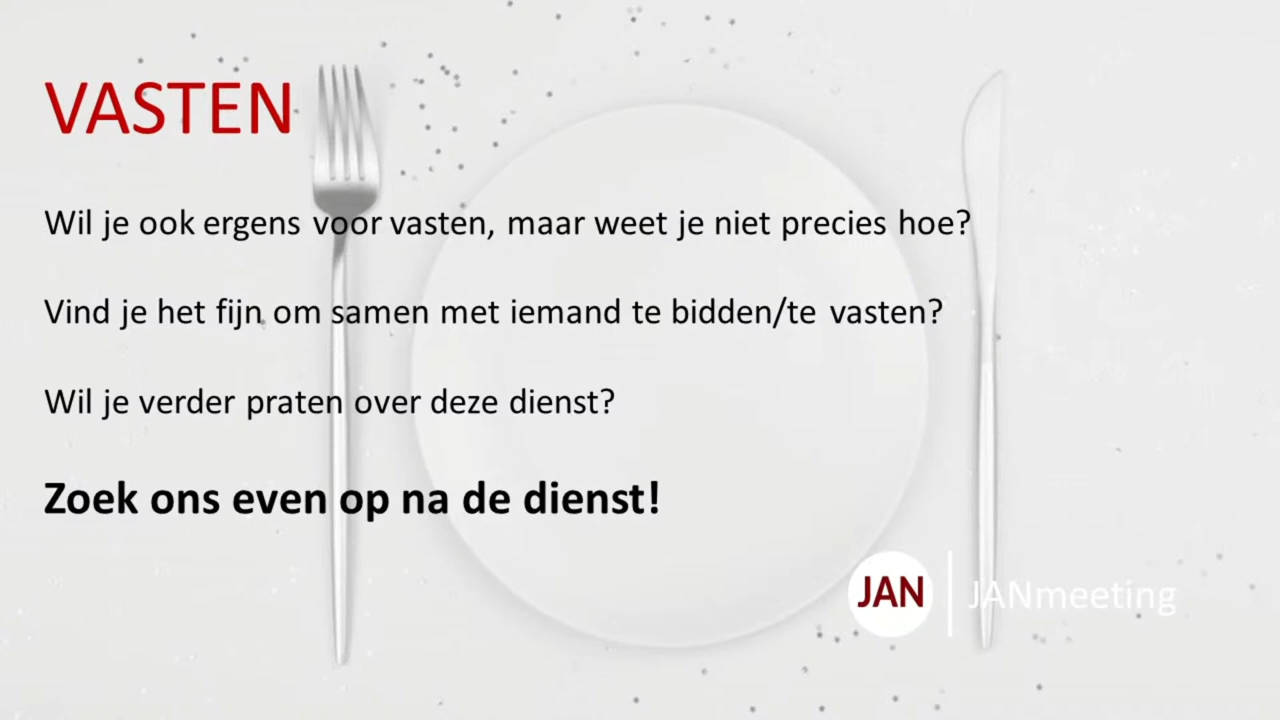 VASTEN
Wil je ook ergens voor vasten, maar weet je niet precies hoe?
Vind je het fijn om samen met iemand te bidden/te vasten?
Wil je verder praten over deze dienst?
Zoek ons even op na de dienst!
JAN | JANmeeting